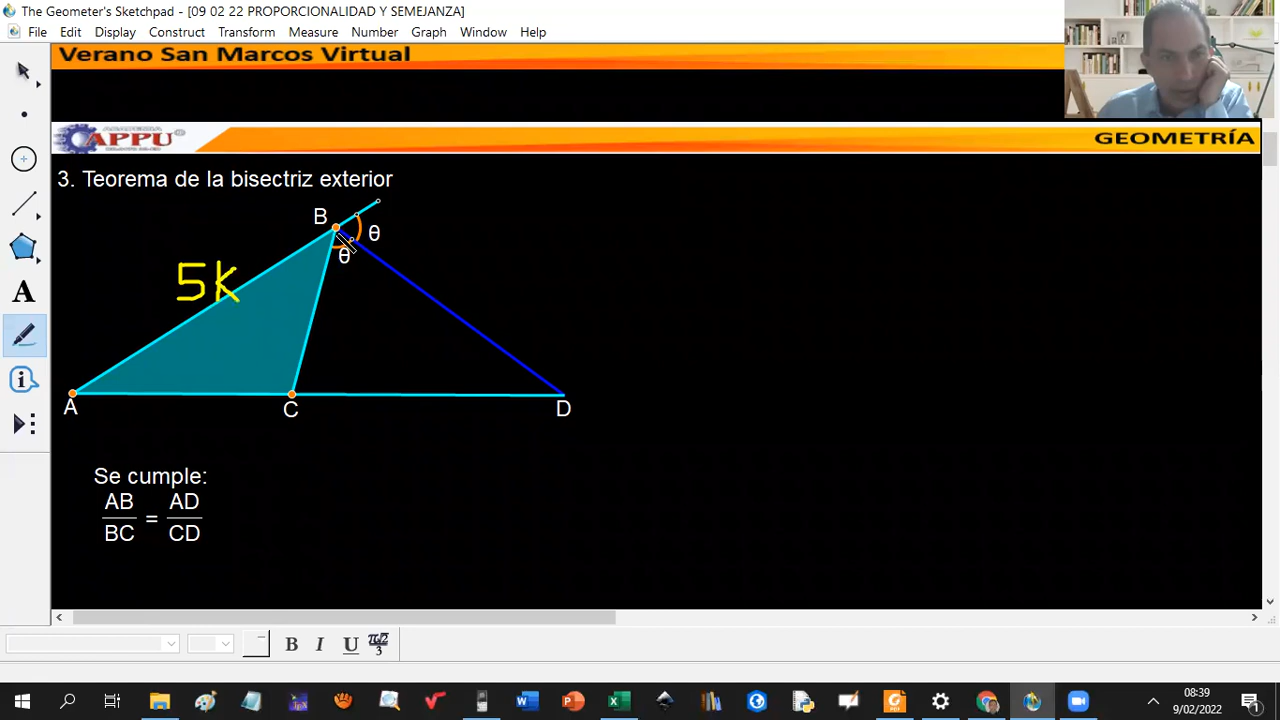 The Geometer's Sketchpad - [09 02 22 PROPORCIONALIDAD Y SEMEJANZA]
File Edit Display Construct Transform Measure Number Graph Window Help
Verano San Marcos Virtual
APPU
GEOMETRÍA
3. Teorema de la bisectriz exterior
B
θ
θ
5K
A
C
D
Se cumple:
AB/BC = AD/CD
B I U
08:39
9/02/2022